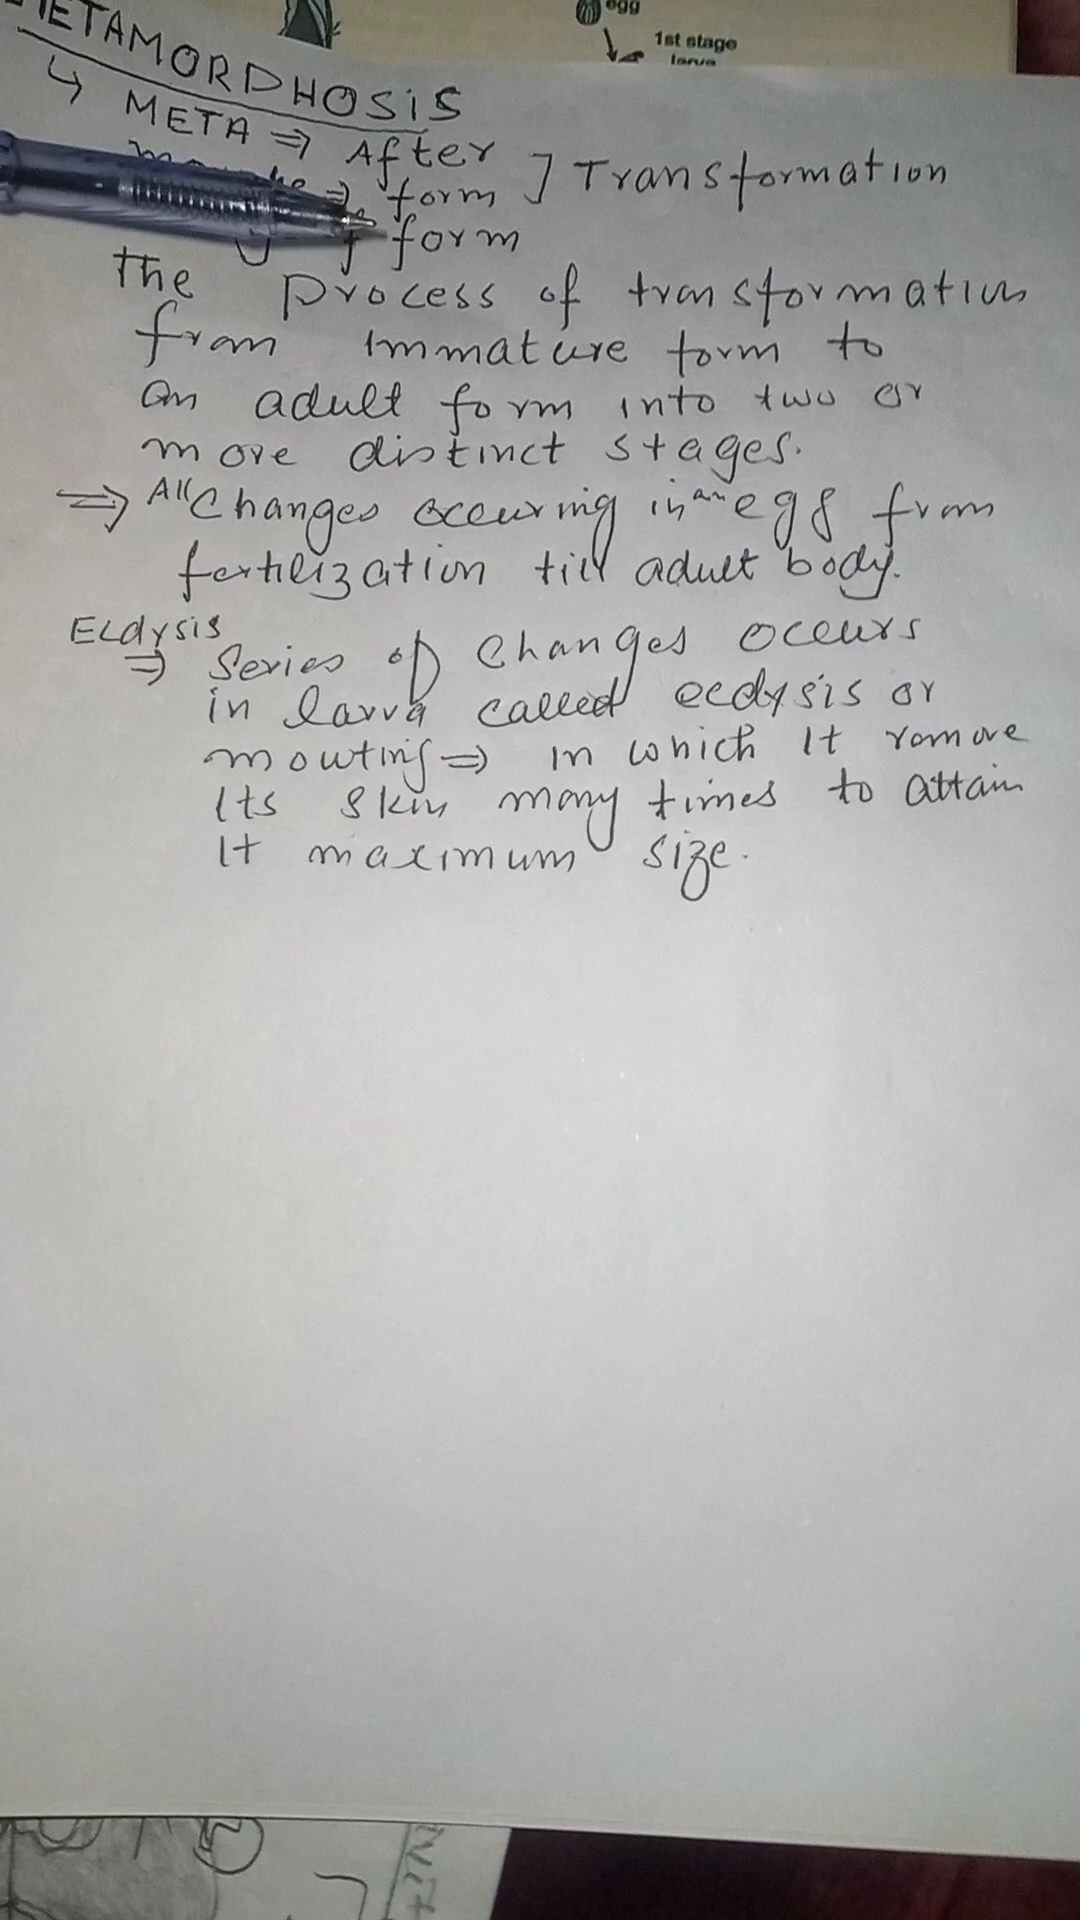 egg
1st stage
larva
METAMORPHOSIS
↳ META ⇒ After
⇒ form ] Transformation
form
the process of transformation
from immature form to
an adult form into two or
more distinct stages.
⇒ All changes occuring in an egg from
fertilization till adult body.
Ecdysis
⇒ Series of changes occurs
in larva called ecdysis or
mouting ⇒ in which it remove
its skin many times to attain
it maximum size.